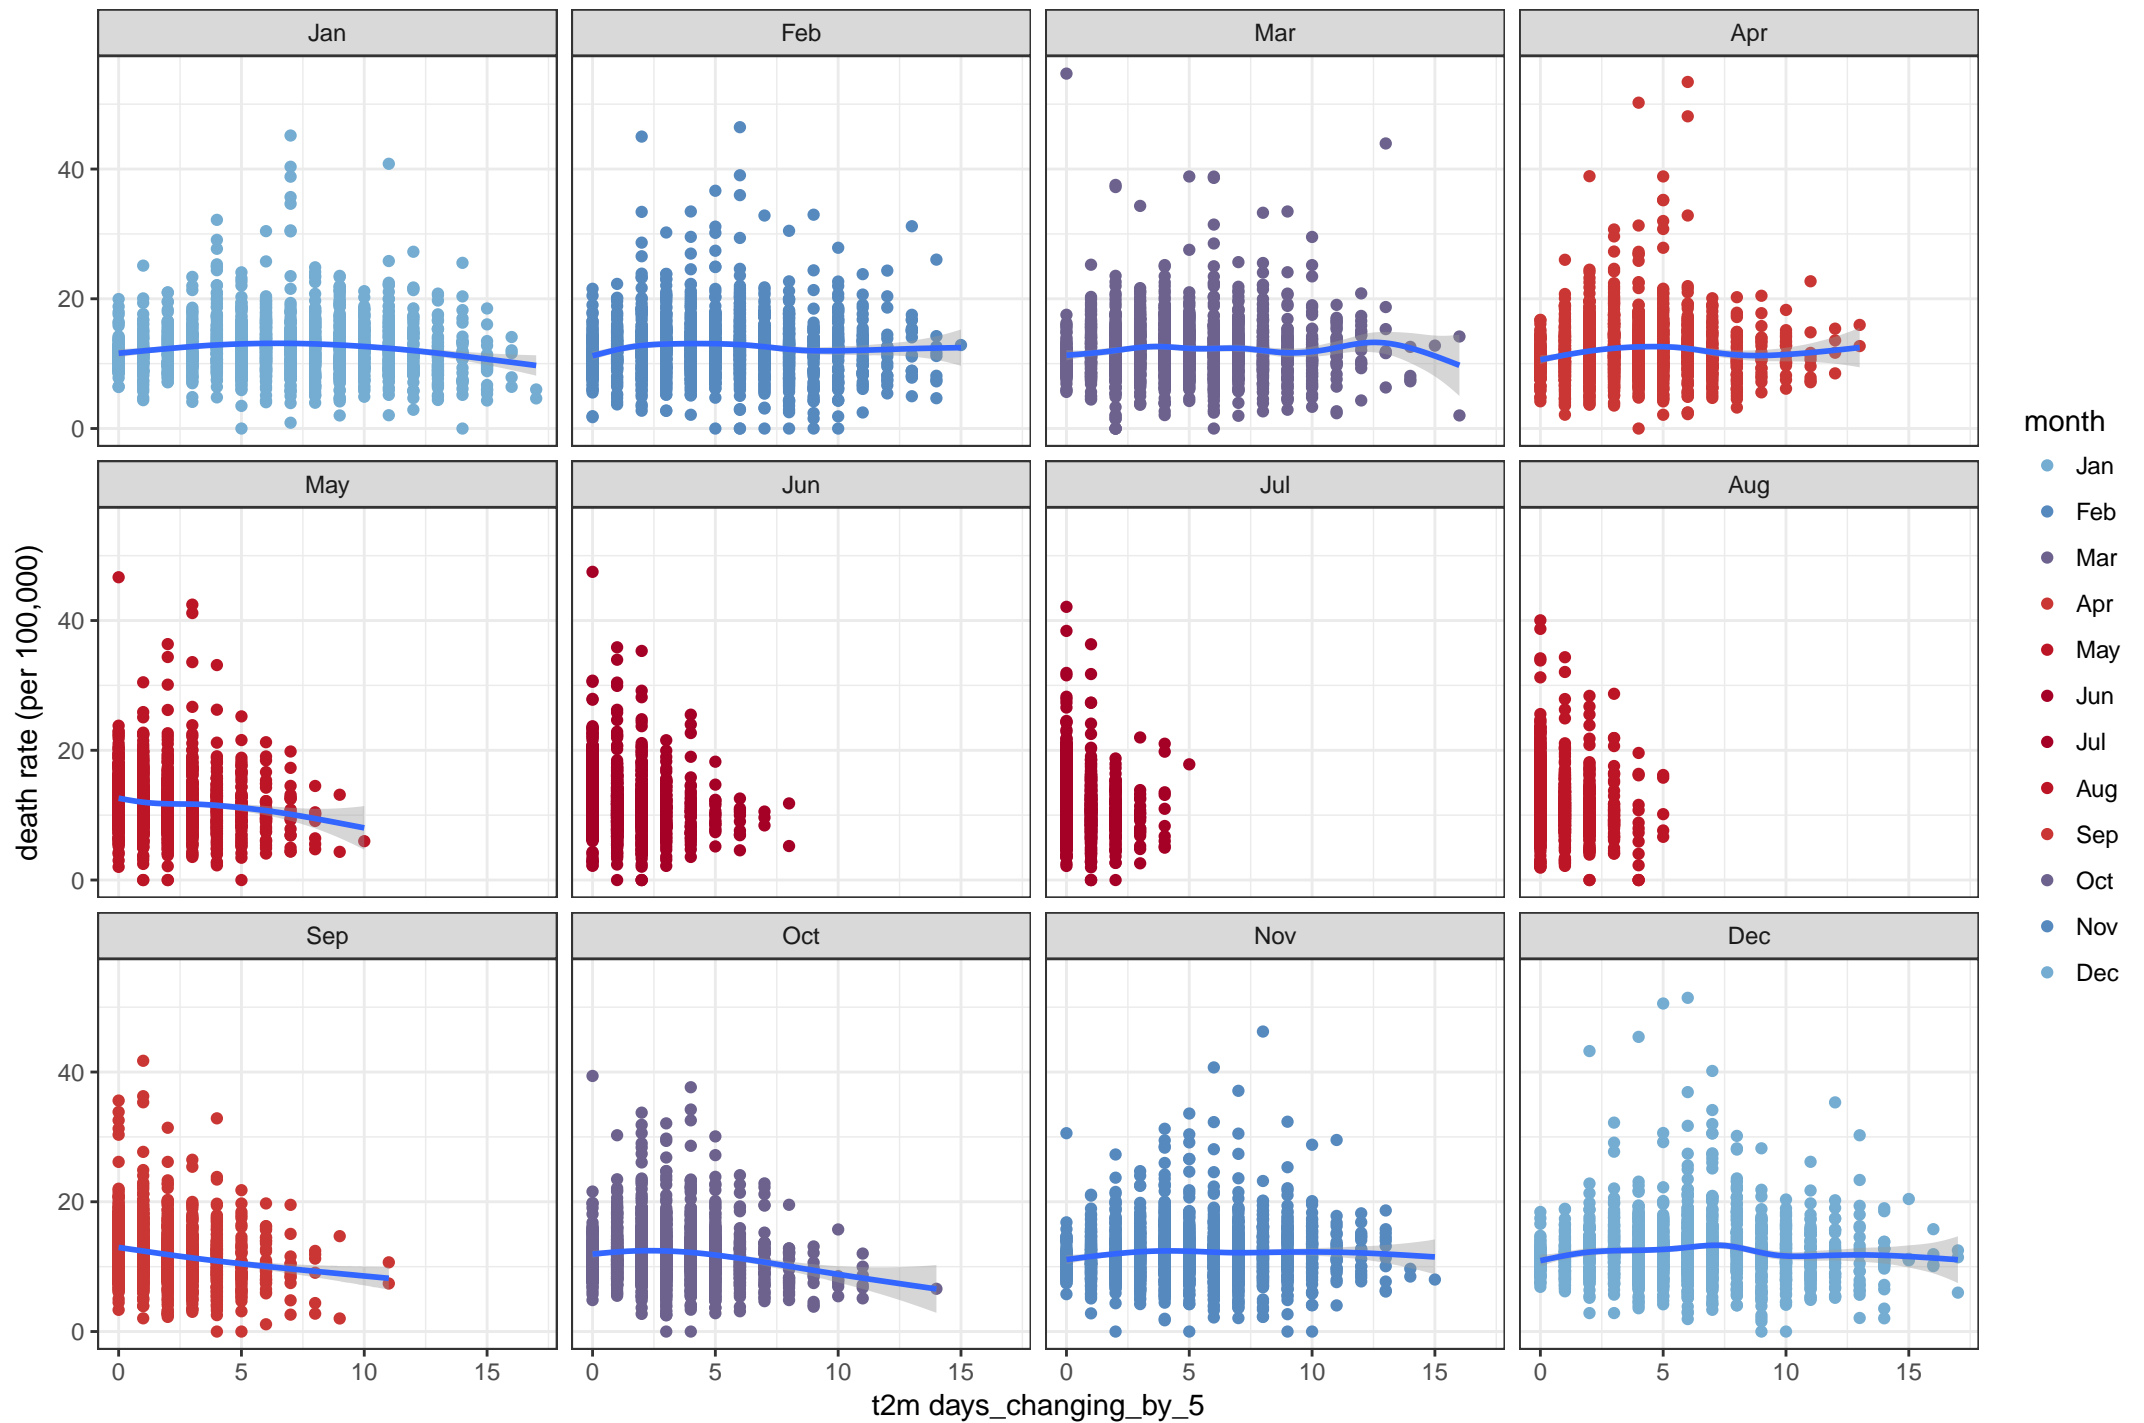 Jan
Feb
Mar
Apr
40
20
0
May
Jun
Jul
Aug
40
20
0
Sep
Oct
Nov
Dec
40
20
0
0 5 10 15
0 5 10 15
0 5 10 15
0 5 10 15
t2m days_changing_by_5
death rate (per 100,000)
month
Jan
Feb
Mar
Apr
May
Jun
Jul
Aug
Sep
Oct
Nov
Dec